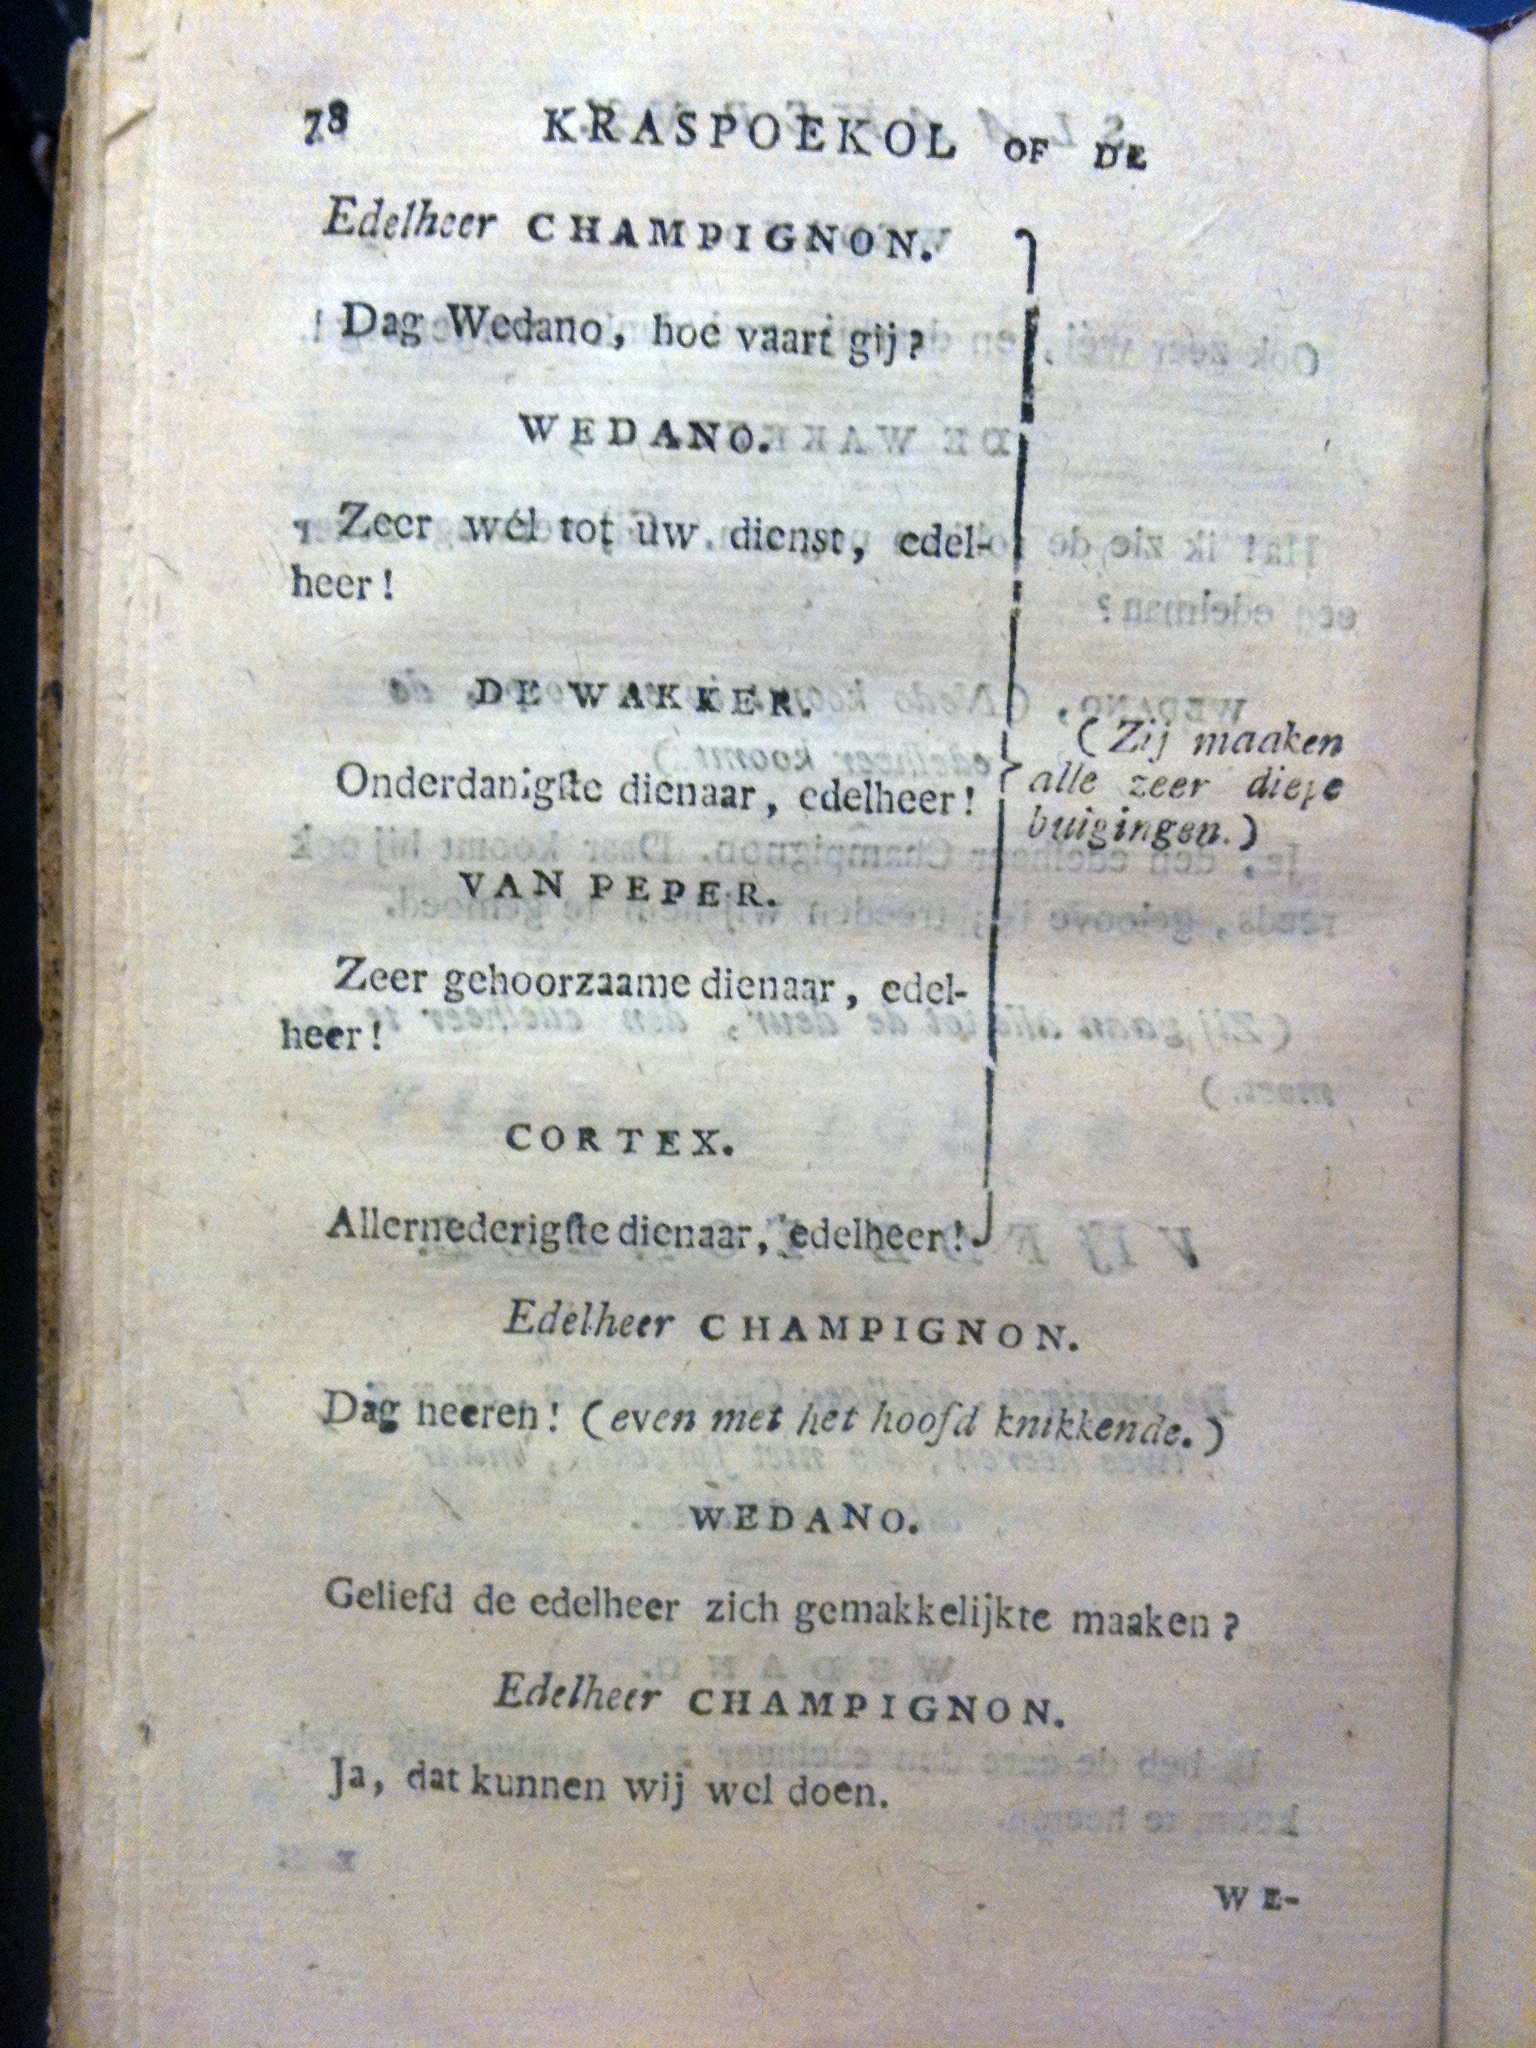 78 KRASPOEKOL OF DE
Edelheer CHAMPIGNON.
Dag Wedano, hoe vaart gij?
WEDANO.
Zeer wél tot uw dienst, edel-
heer!
DE WAKKER.
Onderdanigste dienaar, edelheer!
(Zij maaken
alle zeer diepe
buigingen.)
VAN PEPER.
Zeer gehoorzaame dienaar, edel-
heer!
CORTEX.
Allernederigste dienaar, edelheer!
Edelheer CHAMPIGNON.
Dag heeren! (even met het hoofd knikkende.)
WEDANO.
Geliefd de edelheer zich gemakkelijkte maaken?
Edelheer CHAMPIGNON.
Ja, dat kunnen wij wel doen.
WE-